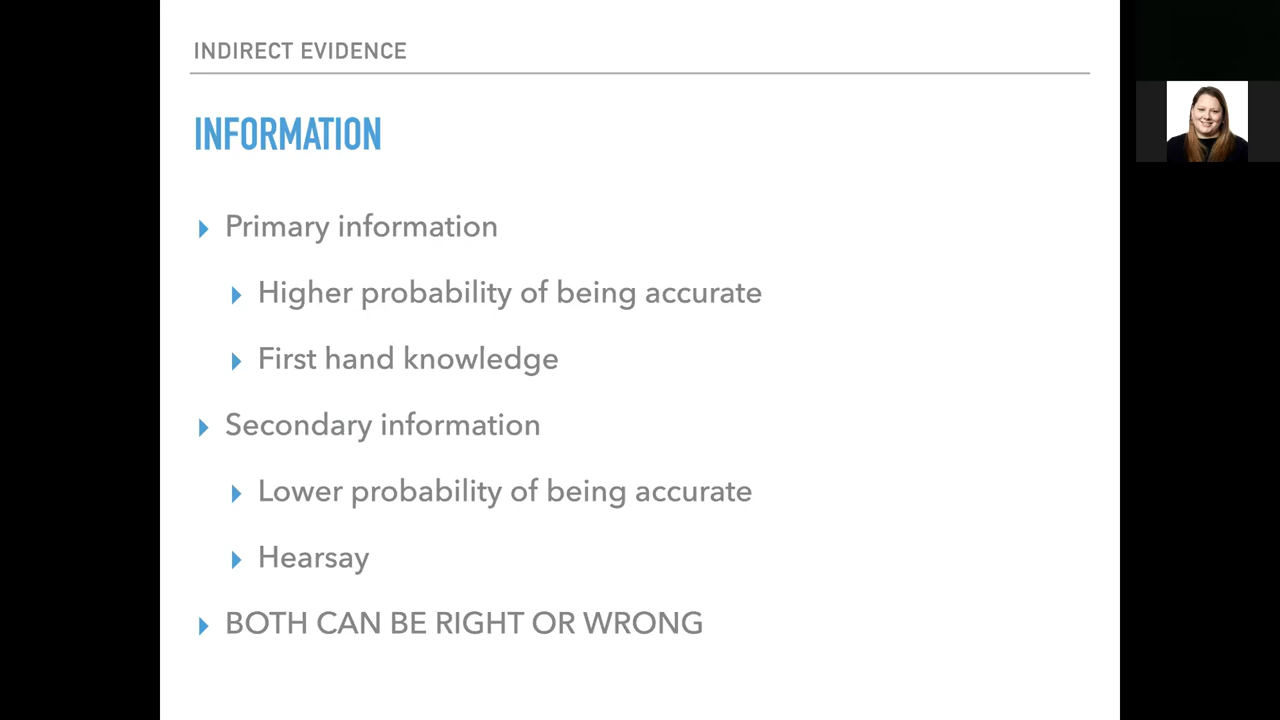 INDIRECT EVIDENCE
INFORMATION
Primary information
Higher probability of being accurate
First hand knowledge
Secondary information
Lower probability of being accurate
Hearsay
BOTH CAN BE RIGHT OR WRONG